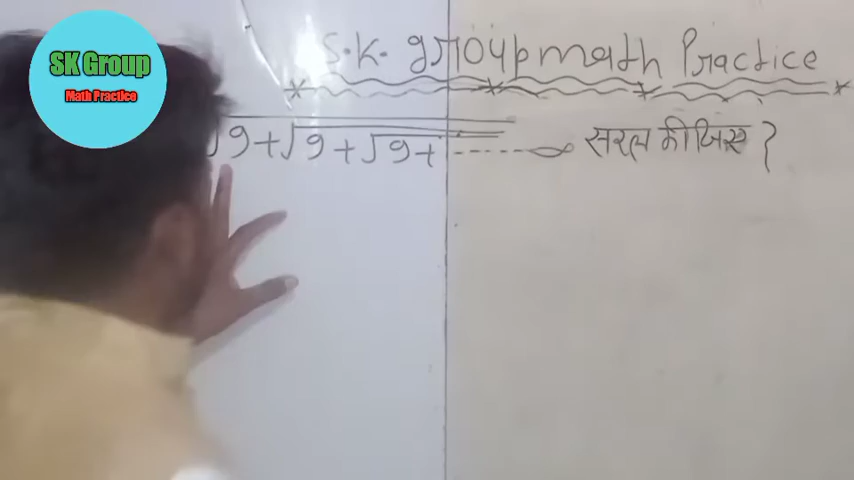 SK Group
Math Practice
S.K. group math Practice
√9+√9+√9+-------∞ सरल कीजिए ?